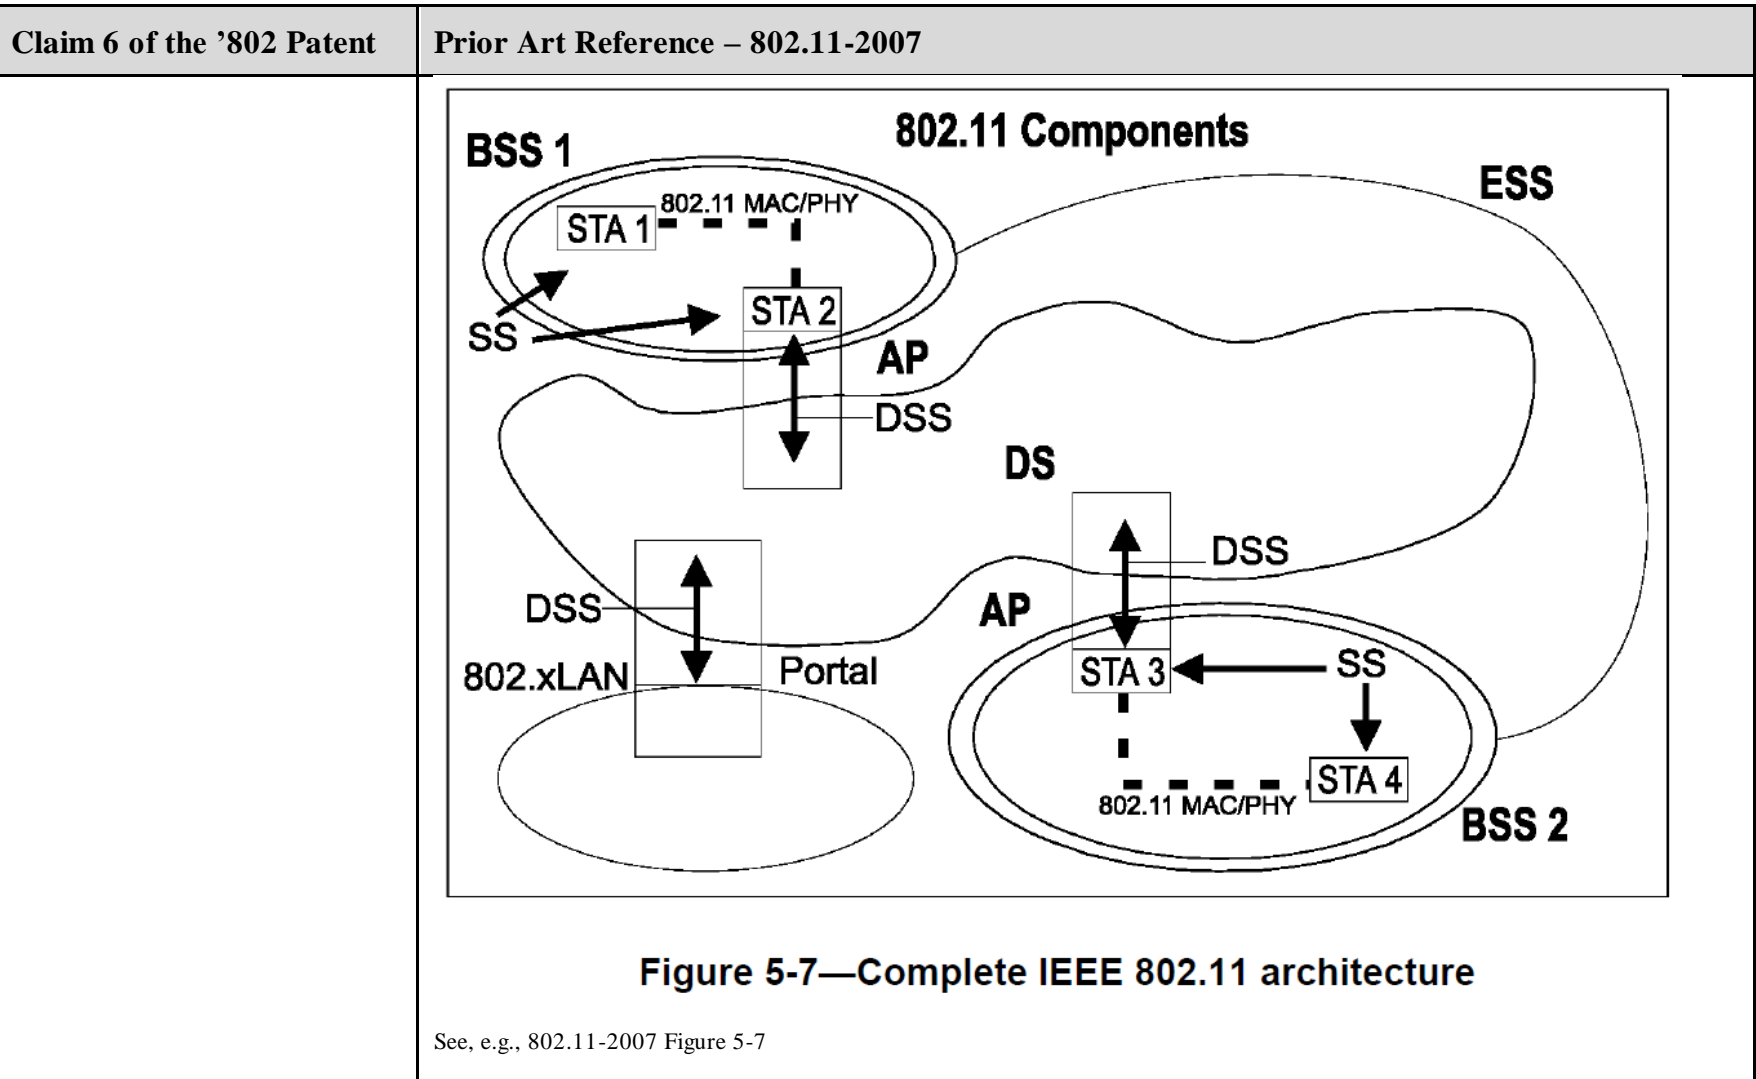 Claim 6 of the ’802 Patent
Prior Art Reference – 802.11-2007
802.11 Components
BSS 1
ESS
802.11 MAC/PHY
STA 1
STA 2
SS
AP
DSS
DS
DSS
DSS
AP
802.xLAN
Portal
STA 3
SS
STA 4
802.11 MAC/PHY
BSS 2
Figure 5-7—Complete IEEE 802.11 architecture
See, e.g., 802.11-2007 Figure 5-7